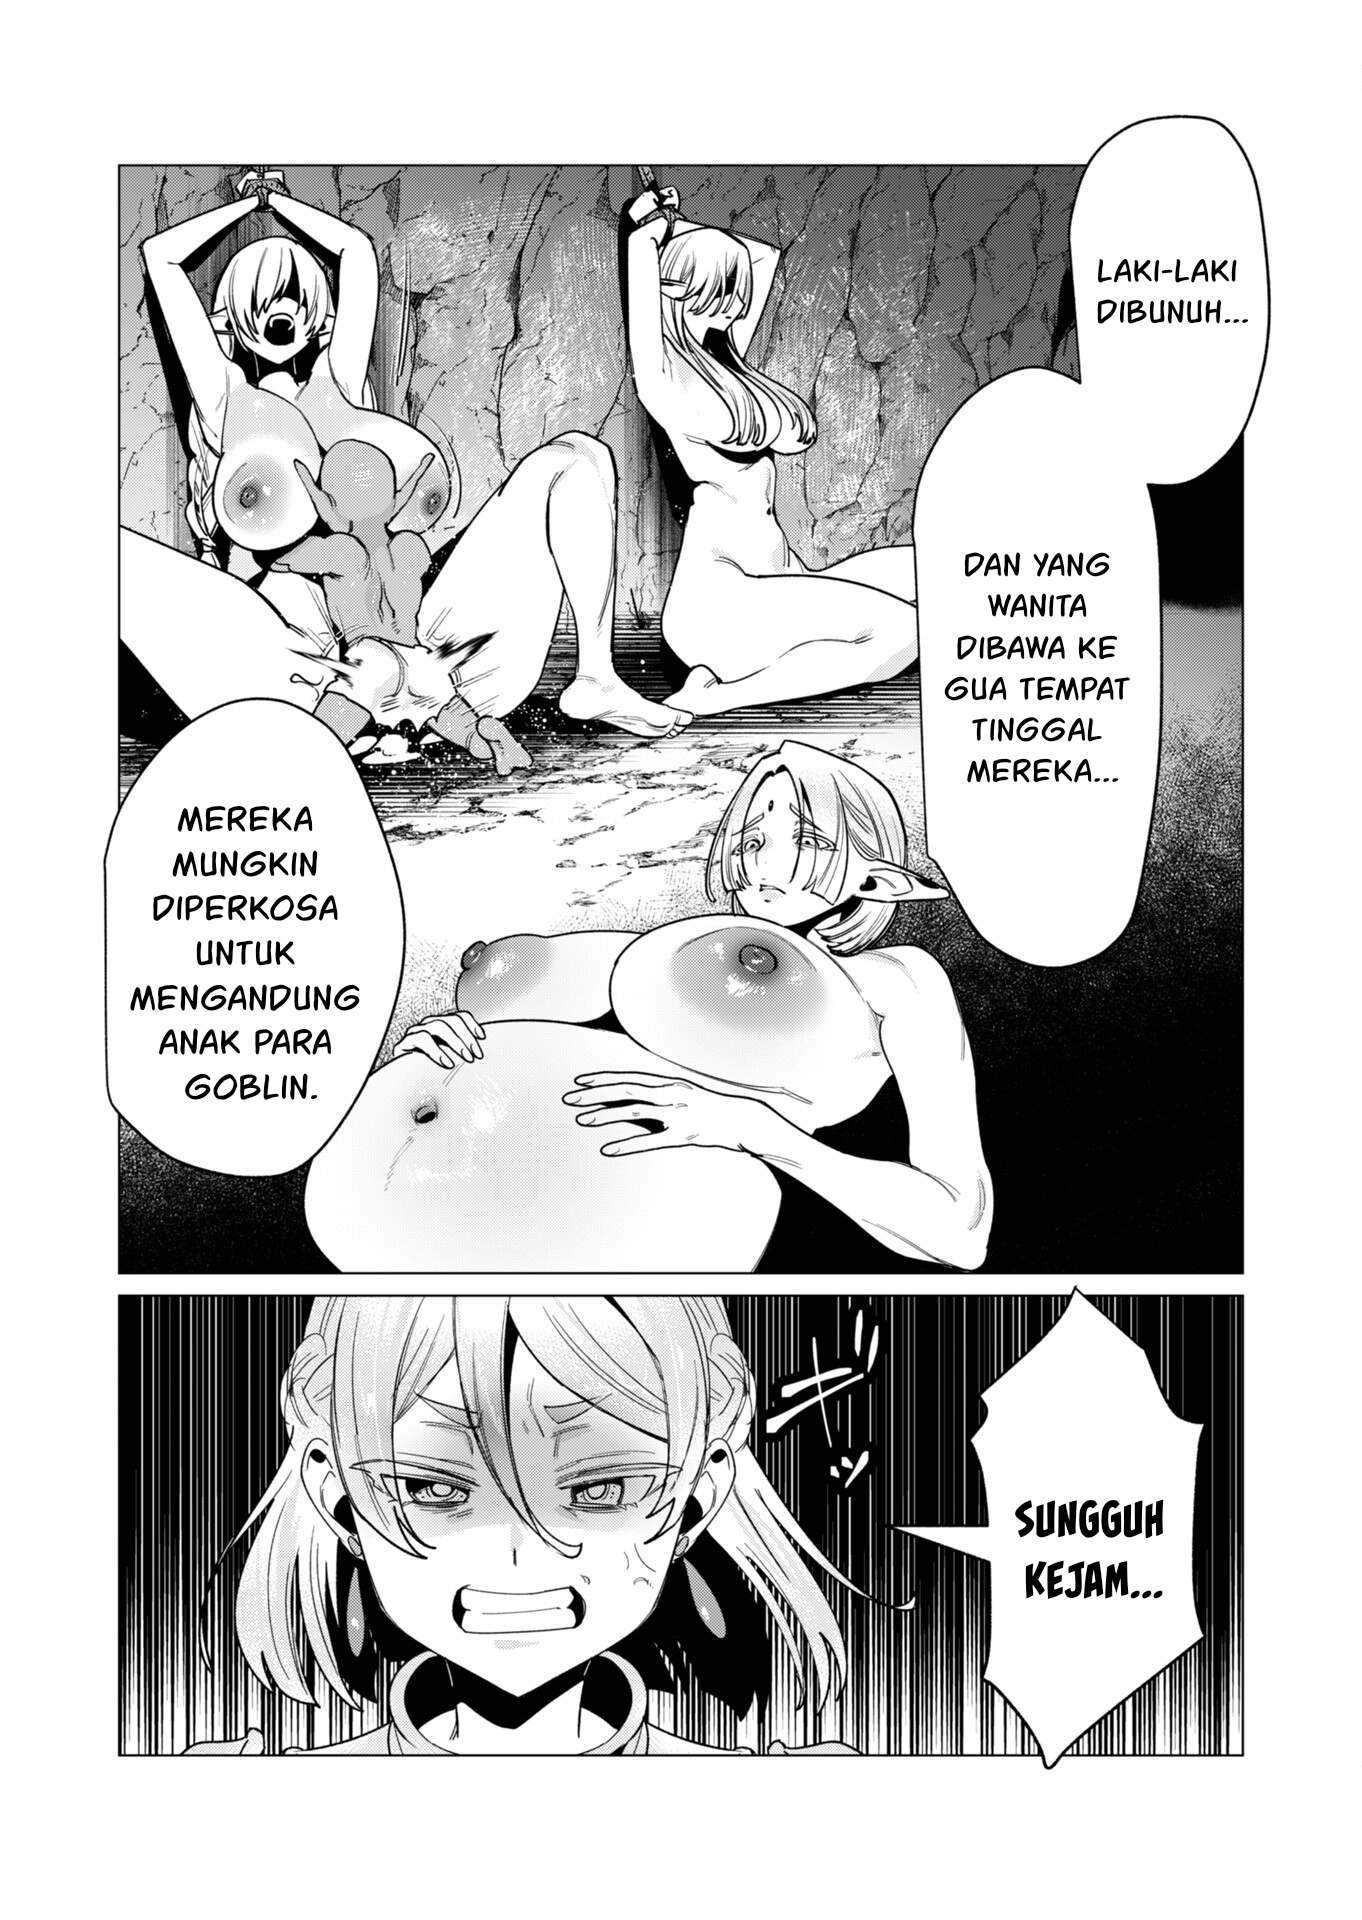 LAKI-LAKI
DIBUNUH...
DAN YANG
WANITA
DIBAWA KE
GUA TEMPAT
TINGGAL
MEREKA...
MEREKA
MUNGKIN
DIPERKOSA
UNTUK
MENGANDUNG
ANAK PARA
GOBLIN.
SUNGGUH
KEJAM...